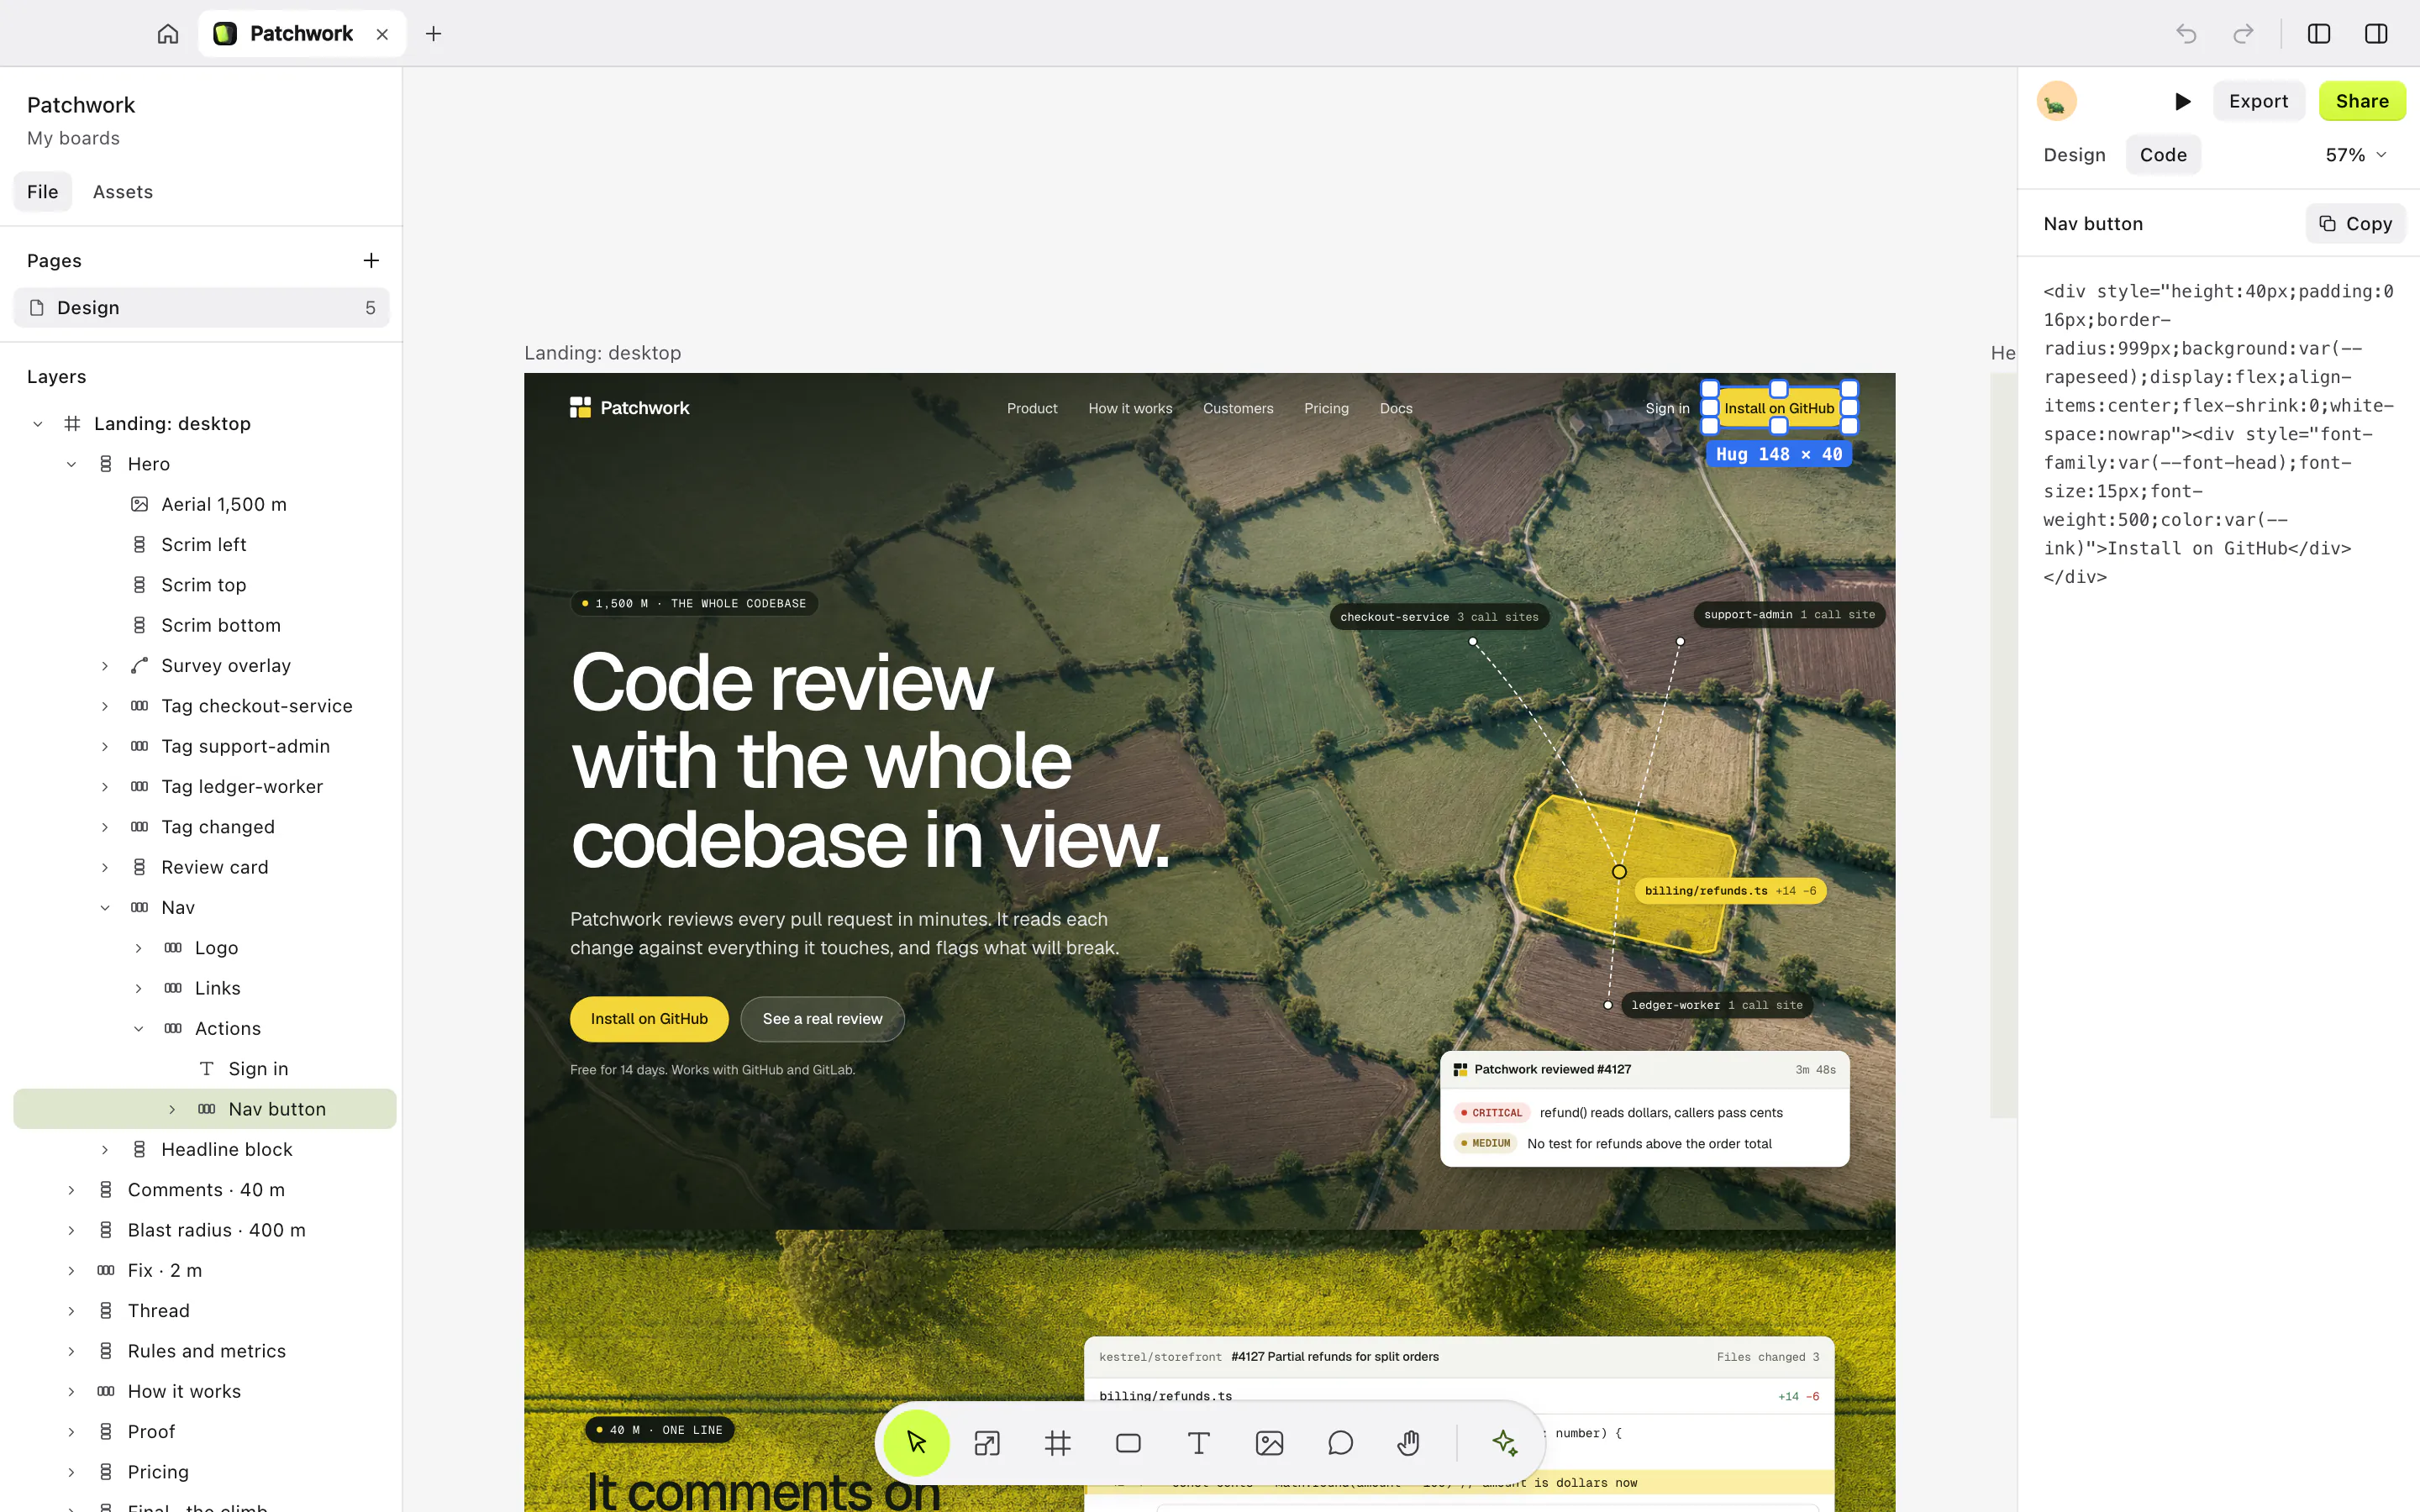 Patchwork
Patchwork
My boards
File
Assets
Pages
Design
5
Layers
Landing: desktop
Hero
Aerial 1,500 m
Scrim left
Scrim top
Scrim bottom
Survey overlay
Tag checkout-service
Tag support-admin
Tag ledger-worker
Tag changed
Review card
Nav
Logo
Links
Actions
Sign in
Nav button
Headline block
Comments · 40 m
Blast radius · 400 m
Fix · 2 m
Thread
Rules and metrics
How it works
Proof
Pricing
Landing: desktop
He
Patchwork
Product
How it works
Customers
Pricing
Docs
Sign in
Install on GitHub
Hug 148 × 40
1,500 M · THE WHOLE CODEBASE
Code review
with the whole
codebase in view.
Patchwork reviews every pull request in minutes. It reads each
change against everything it touches, and flags what will break.
Install on GitHub
See a real review
Free for 14 days. Works with GitHub and GitLab.
checkout-service 3 call sites
support-admin 1 call site
billing/refunds.ts +14 −6
ledger-worker 1 call site
Patchwork reviewed #4127
3m 48s
CRITICAL
refund() reads dollars, callers pass cents
MEDIUM
No test for refunds above the order total
40 M · ONE LINE
It comments on
kestrel/storefront #4127 Partial refunds for split orders
Files changed 3
billing/refunds.ts
+14 −6
number) {
amount is dollars now
Export
Share
Design
Code
57%
Nav button
Copy
<div style="height:40px;padding:0
16px;border-
radius:999px;background:var(--
rapeseed);display:flex;align-
items:center;flex-shrink:0;white-
space:nowrap"><div style="font-
family:var(--font-head);font-
size:15px;font-
weight:500;color:var(--
ink)">Install on GitHub</div>
</div>